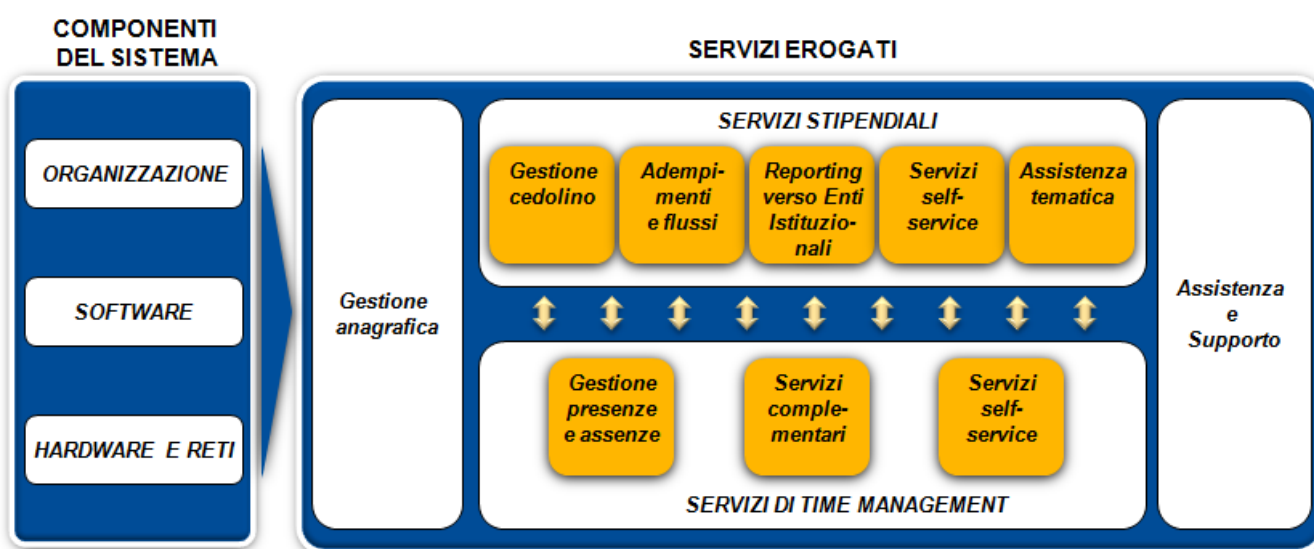 COMPONENTI
DEL SISTEMA
ORGANIZZAZIONE
SOFTWARE
HARDWARE E RETI
SERVIZI EROGATI
Gestione
anagrafica
SERVIZI STIPENDIALI
Gestione
cedolino
Adempi-
menti
e flussi
Reporting
verso Enti
Istituzio-
nali
Servizi
self-
service
Assistenza
tematica
Gestione
presenze
e assenze
Servizi
comple-
mentari
Servizi
self-
service
SERVIZI DI TIME MANAGEMENT
Assistenza
e
Supporto